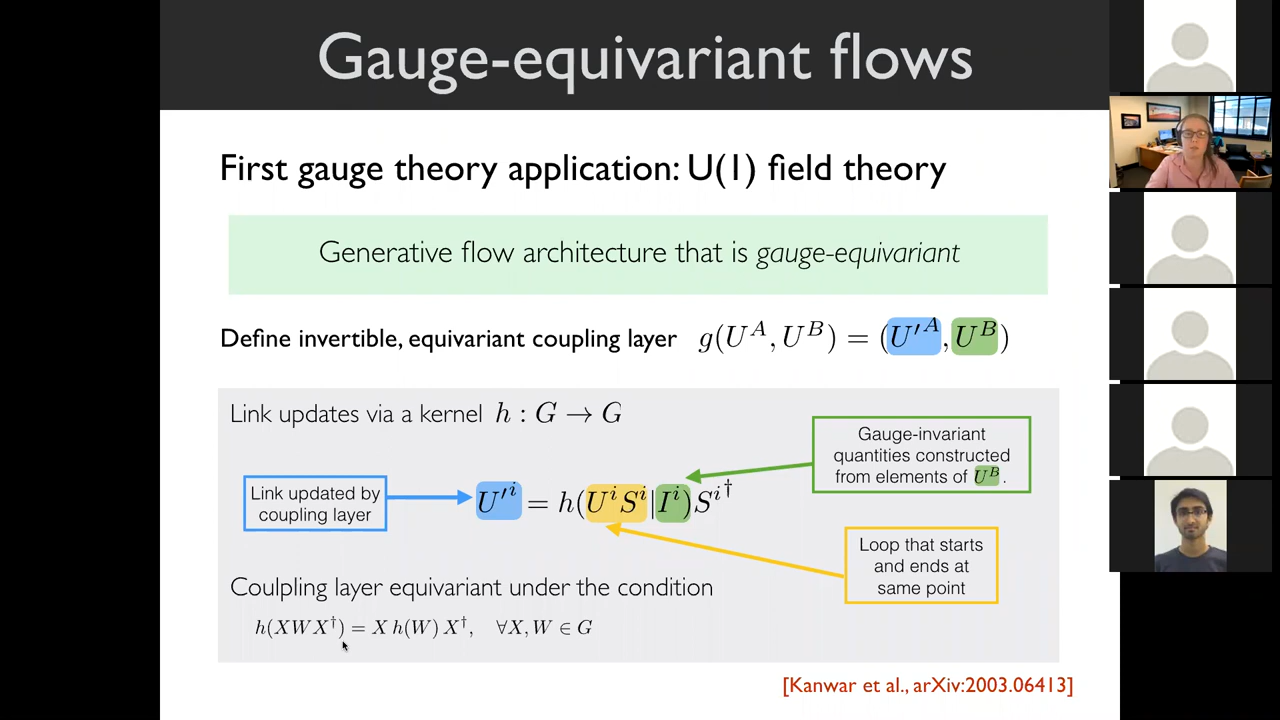 Gauge-equivariant flows
First gauge theory application: U(1) field theory
Generative flow architecture that is gauge-equivariant
Define invertible, equivariant coupling layer g(U^A, U^B) = (U'^A, U^B)
Link updates via a kernel h : G → G
Gauge-invariant
quantities constructed
from elements of U^B.
Link updated by
coupling layer
U'^i = h(U^i S^i | I^i) S^i†
Loop that starts
and ends at
same point
Coulpling layer equivariant under the condition
h(XWX†) = X h(W) X†, ∀X, W ∈ G
[Kanwar et al., arXiv:2003.06413]